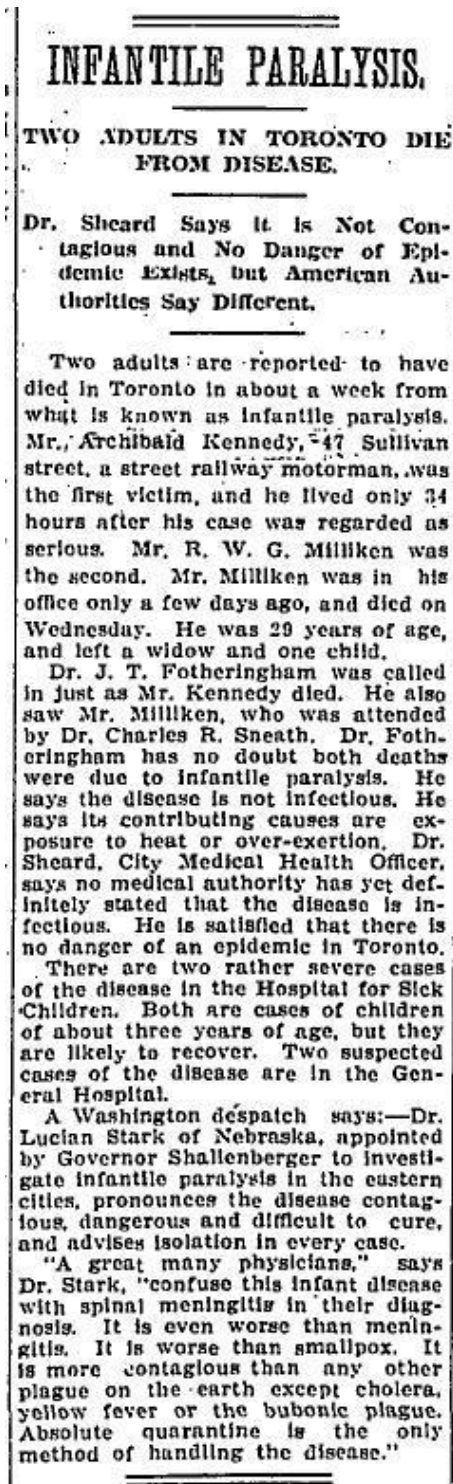 INFANTILE PARALYSIS.
TWO ADULTS IN TORONTO DIE
FROM DISEASE.
Dr. Sheard Says it is Not Con-
tagious and No Danger of Epi-
demic Exists, but American Au-
thorities Say Different.
Two adults are reported to have
died in Toronto in about a week from
what is known as infantile paralysis.
Mr. Archibald Kennedy, 47 Sullivan
street, a street railway motorman, was
the first victim, and he lived only 34
hours after his case was regarded as
serious. Mr. R. W. G. Milliken was
the second. Mr. Milliken was in his
office only a few days ago, and died on
Wednesday. He was 29 years of age,
and left a widow and one child.
Dr. J. T. Fotheringham was called
in just as Mr. Kennedy died. He also
saw Mr. Milliken, who was attended
by Dr. Charles R. Sneath. Dr. Foth-
eringham has no doubt both deaths
were due to infantile paralysis. He
says the disease is not infectious. He
says its contributing causes are ex-
posure to heat or over-exertion. Dr.
Sheard, City Medical Health Officer,
says no medical authority has yet def-
initely stated that the disease is in-
fectious. He is satisfied that there is
no danger of an epidemic in Toronto.
There are two rather severe cases
of the disease in the Hospital for Sick
Children. Both are cases of children
of about three years of age, but they
are likely to recover. Two suspected
cases of the disease are in the Gen-
eral Hospital.
A Washington despatch says:—Dr.
Lucian Stark of Nebraska, appointed
by Governor Shallenberger to investi-
gate infantile paralysis in the eastern
cities, pronounces the disease contag-
ious, dangerous and difficult to cure,
and advises isolation in every case.
"A great many physicians," says
Dr. Stark, "confuse this infant disease
with spinal meningitis in their diag-
nosis. It is even worse than menin-
gitis. It is worse than smallpox. It
is more contagious than any other
plague on the earth except cholera,
yellow fever or the bubonic plague.
Absolute quarantine is the only
method of handling the disease."